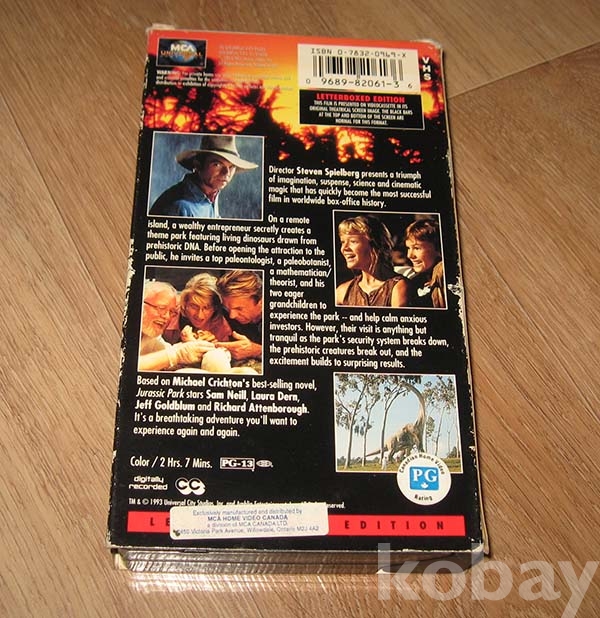 MCA
UNIVERSAL
ISBN 0-7832-0969-X
0 9689-82061-3 6
VHS
LETTERBOXED EDITION
THIS FILM IS PRESENTED ON VIDEOCASSETTE IN ITS
ORIGINAL THEATRICAL SCREEN IMAGE. THE BLACK BARS
AT THE TOP AND BOTTOM OF THE SCREEN ARE
NORMAL FOR THIS FORMAT.
Director Steven Spielberg presents a triumph
of imagination, suspense, science and cinematic
magic that has quickly become the most successful
film in worldwide box-office history.
On a remote
island, a wealthy entrepreneur secretly creates a
theme park featuring living dinosaurs drawn from
prehistoric DNA. Before opening the attraction to the
public, he invites a top paleontologist, a paleobotanist,
a mathematician/
theorist, and his
two eager
grandchildren to
experience the park -- and help calm anxious
investors. However, their visit is anything but
tranquil as the park's security system breaks down,
the prehistoric creatures break out, and the
excitement builds to surprising results.
Based on Michael Crichton's best-selling novel,
Jurassic Park stars Sam Neill, Laura Dern,
Jeff Goldblum and Richard Attenborough.
It's a breathtaking adventure you'll want to
experience again and again.
Color / 2 Hrs. 7 Mins. PG-13
digitally
recorded
CC
Canadian Home Video
PG
Rating
TM & © 1993 Universal City Studios, Inc. and Amblin Entertainment, Inc. All rights reserved.
Exclusively manufactured and distributed by
MCA HOME VIDEO CANADA
a division of MCA CANADA LTD.
2450 Victoria Park Avenue, Willowdale, Ontario M2J 4A2
LE EDITION
kobay